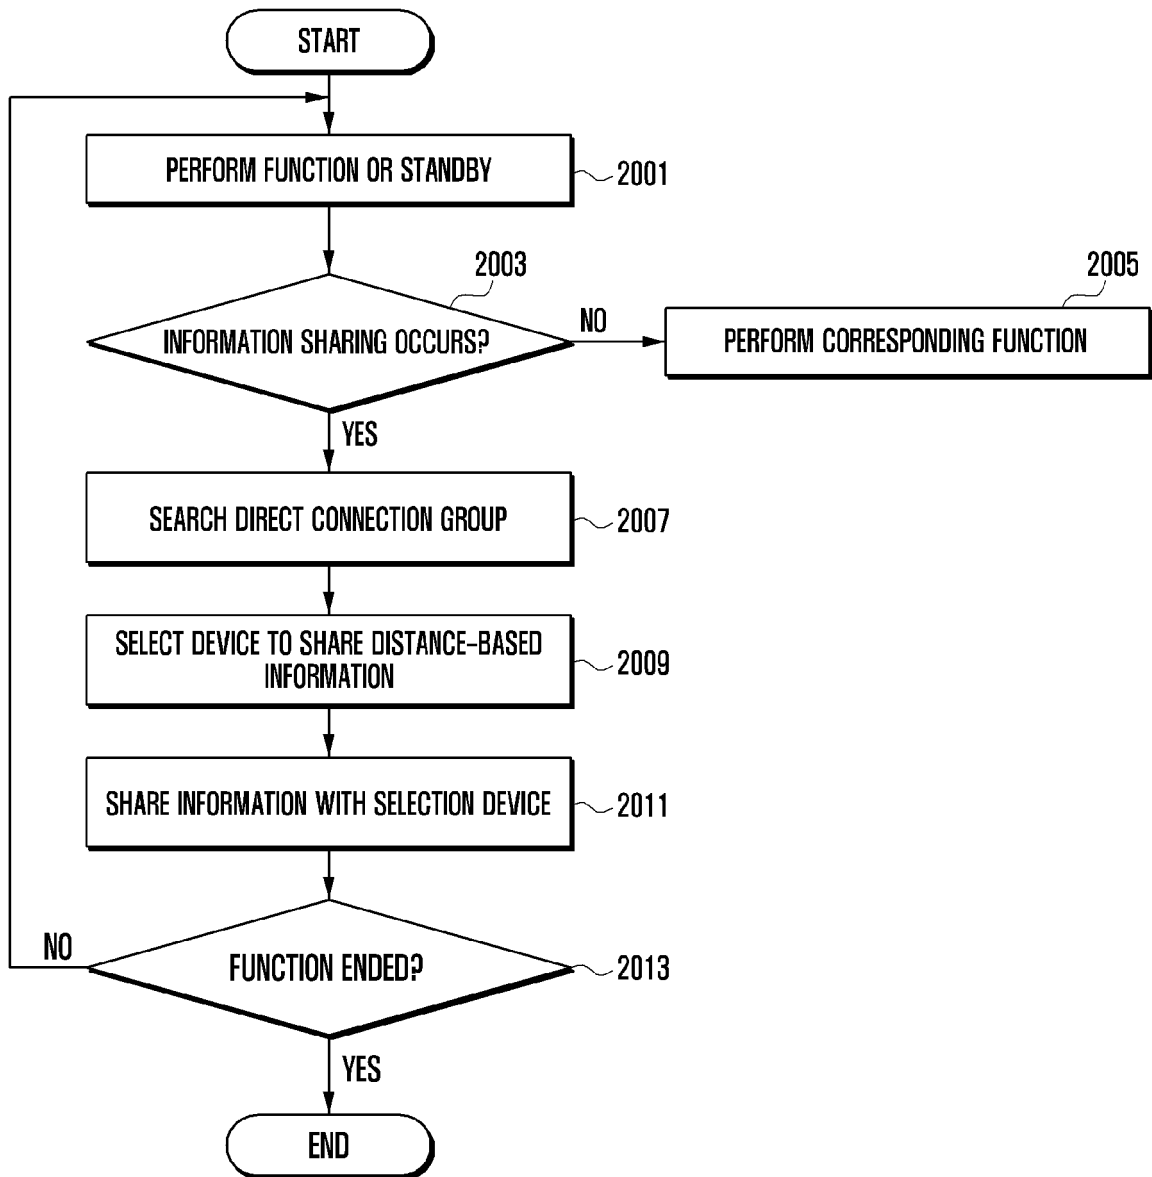 START
PERFORM FUNCTION OR STANDBY
2001
2003
2005
INFORMATION SHARING OCCURS?
NO
PERFORM CORRESPONDING FUNCTION
YES
SEARCH DIRECT CONNECTION GROUP
2007
SELECT DEVICE TO SHARE DISTANCE-BASED
INFORMATION
2009
SHARE INFORMATION WITH SELECTION DEVICE
2011
NO
FUNCTION ENDED?
2013
YES
END